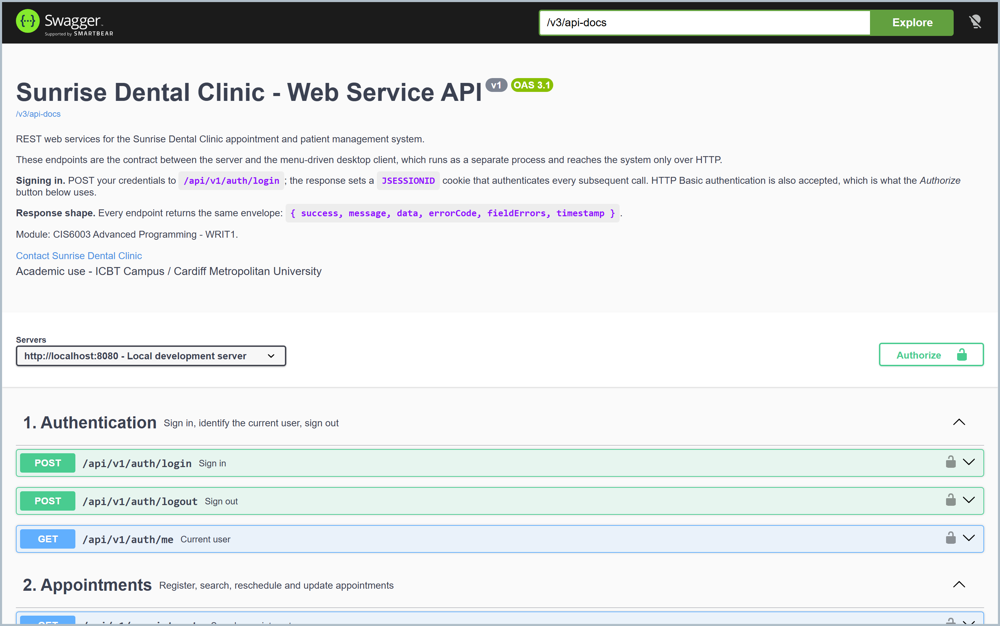 Swagger
Supported by SMARTBEAR
/v3/api-docs
Explore
Sunrise Dental Clinic - Web Service API v1 OAS 3.1
/v3/api-docs
REST web services for the Sunrise Dental Clinic appointment and patient management system.
These endpoints are the contract between the server and the menu-driven desktop client, which runs as a separate process and reaches the system only over HTTP.
Signing in. POST your credentials to /api/v1/auth/login ; the response sets a JSESSIONID cookie that authenticates every subsequent call. HTTP Basic authentication is also accepted, which is what the Authorize
button below uses.
Response shape. Every endpoint returns the same envelope: { success, message, data, errorCode, fieldErrors, timestamp } .
Module: CIS6003 Advanced Programming - WRIT1.
Contact Sunrise Dental Clinic
Academic use - ICBT Campus / Cardiff Metropolitan University
Servers
http://localhost:8080 - Local development server
Authorize
1. Authentication Sign in, identify the current user, sign out
POST /api/v1/auth/login Sign in
POST /api/v1/auth/logout Sign out
GET /api/v1/auth/me Current user
2. Appointments Register, search, reschedule and update appointments
GET